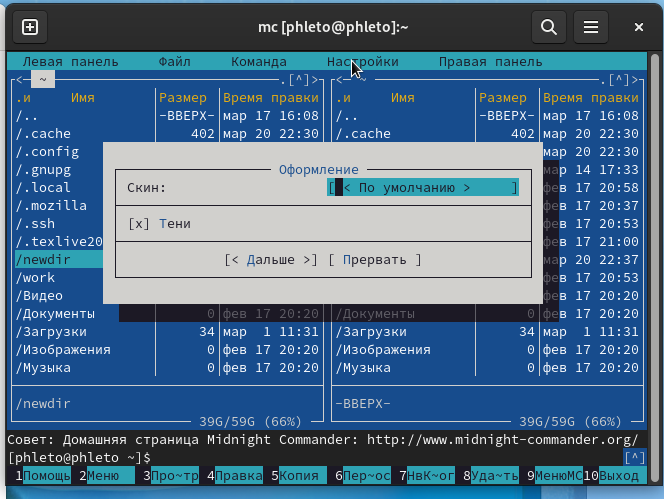 mc [phleto@phleto]:~
Левая панель Файл Команда Настройки Правая панель
<─ ~ .[^]> <─ ~ .[^]>
.и Имя Размер Время правки .и Имя Размер Время правки
/.. -ВВЕРХ- мар 17 16:08 /.. -ВВЕРХ- мар 17 16:08
/.cache 402 мар 20 22:30 /.cache 402 мар 20 22:30
/.config мар 20 22:30
/.gnupg Оформление мар 14 17:33
/.local Скин: [ < По умолчанию > ] фев 17 20:58
/.mozilla фев 17 20:37
/.ssh [x] Тени фев 17 20:53
/.texlive20 фев 17 21:00
/newdir [< Дальше >] [ Прервать ] мар 20 22:37
/work фев 17 20:53
/Видео фев 17 20:20
/Документы 0 фев 17 20:20 /Документы 0 фев 17 20:20
/Загрузки 34 мар 1 11:31 /Загрузки 34 мар 1 11:31
/Изображения 0 фев 17 20:20 /Изображения 0 фев 17 20:20
/Музыка 0 фев 17 20:20 /Музыка 0 фев 17 20:20
/newdir -ВВЕРХ-
39G/59G (66%) 39G/59G (66%)
Совет: Домашняя страница Midnight Commander: http://www.midnight-commander.org/
[phleto@phleto ~]$ [^]
1Помощь 2Меню 3Про~тр 4Правка 5Копия 6Пер~ос 7НвК~ог 8Уда~ть 9МенюMC 10Выход